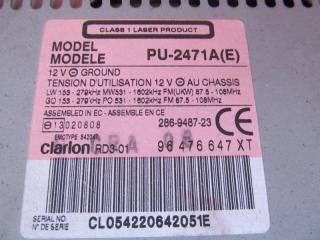 CLASS 1 LASER PRODUCT
MODEL
MODELE PU-2471A(E)
12 V ⊖ GROUND
TENSION D'UTILISATION 12 V ⊖ AU CHASSIS
LW 153 - 279kHz MW531 - 1602kHz FM(UKW) 87.5 - 108MHz
GO 153 - 279kHz PO 531 - 1602kHz FM 87.5 - 108MHz
ASSEMBLED IN EC - ASSEMBLE EN CE
13020608 286-9487-23
clarion RD3-01 96 476 647 XT
SERIAL NO.
N°DE SERIE CL054220642051E